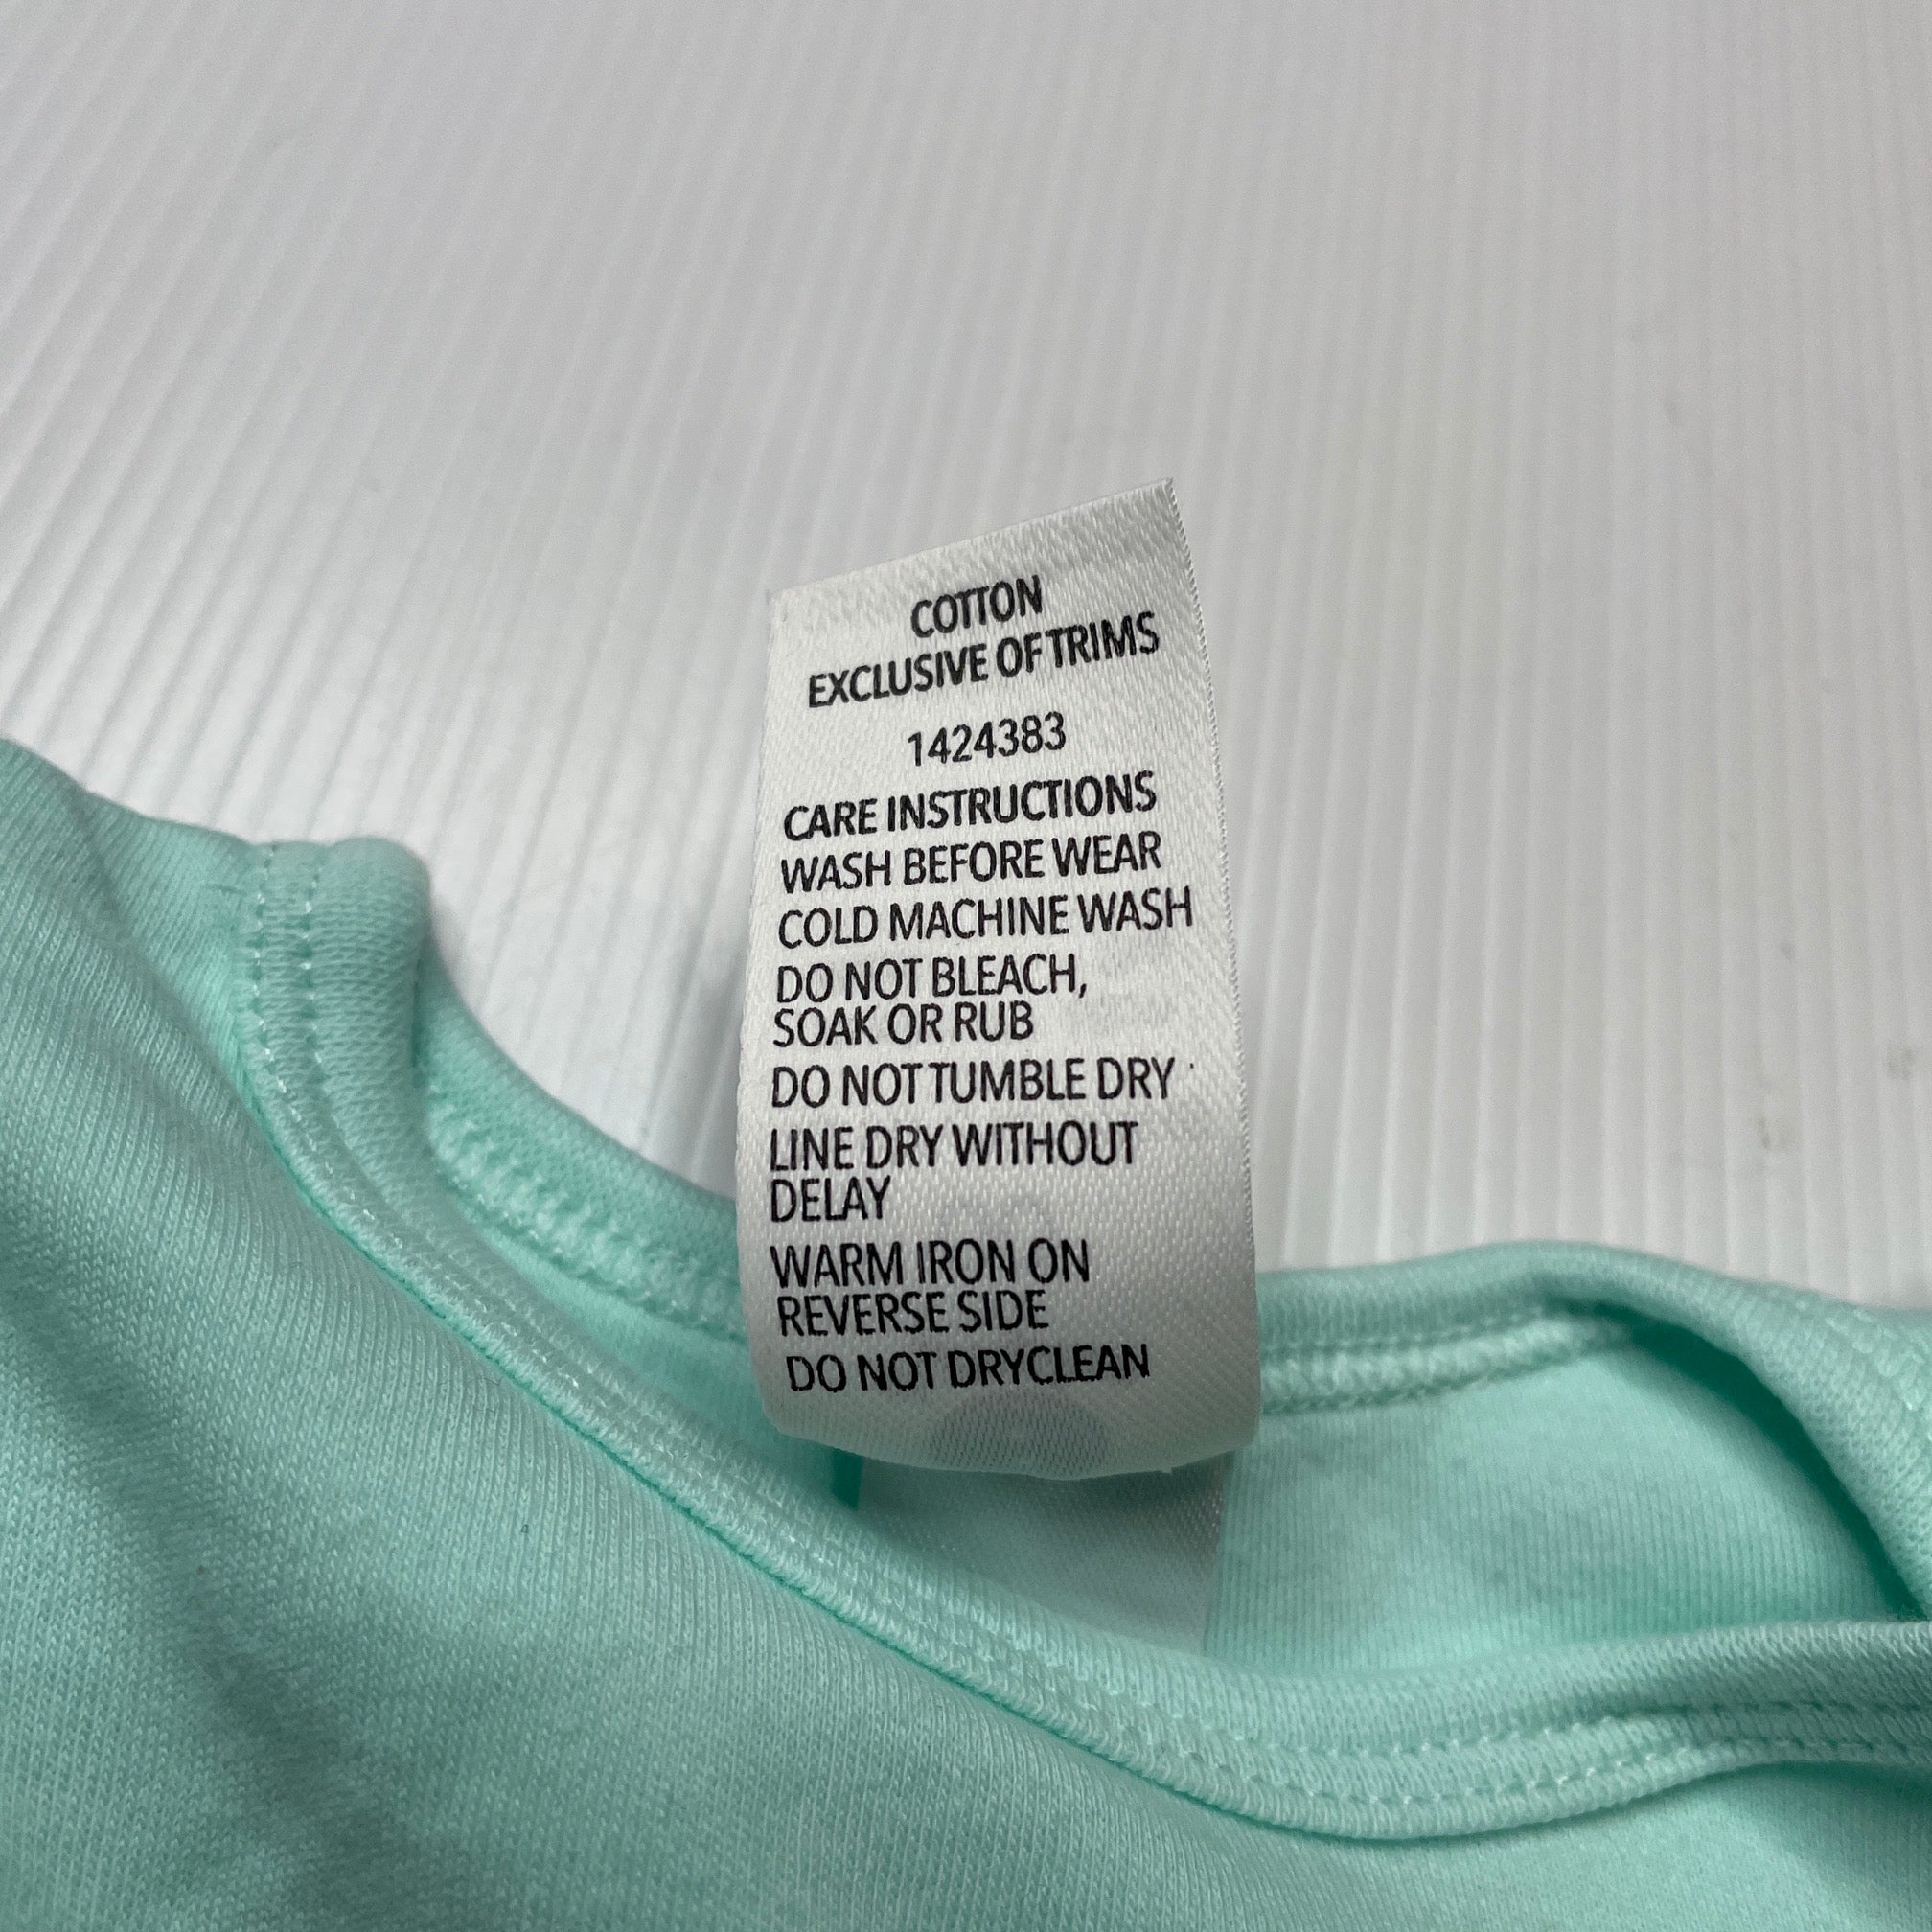 COTTON
EXCLUSIVE OF TRIMS
1424383
CARE INSTRUCTIONS
WASH BEFORE WEAR
COLD MACHINE WASH
DO NOT BLEACH,
SOAK OR RUB
DO NOT TUMBLE DRY
LINE DRY WITHOUT
DELAY
WARM IRON ON
REVERSE SIDE
DO NOT DRYCLEAN